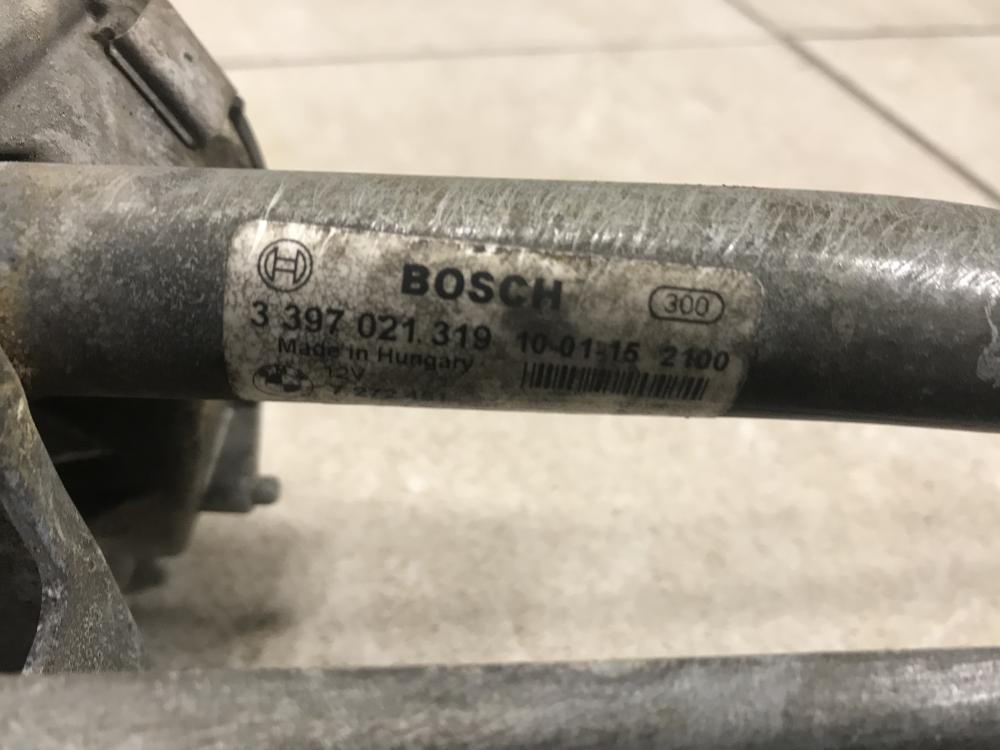 BOSCH
300
3 397 021 319 10-01-15 2100
Made in Hungary
12V